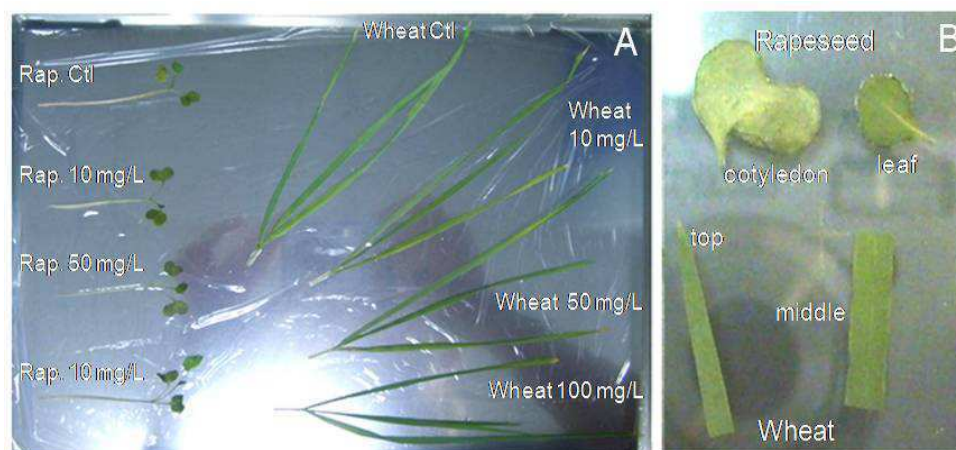 Wheat Ctl
A
Rap. Ctl
Wheat
10 mg/L
Rap. 10 mg/L
Rap. 50 mg/L
Wheat 50 mg/L
Rap. 10 mg/L
Wheat 100 mg/L
B
Rapeseed
cotyledon
leaf
top
middle
Wheat